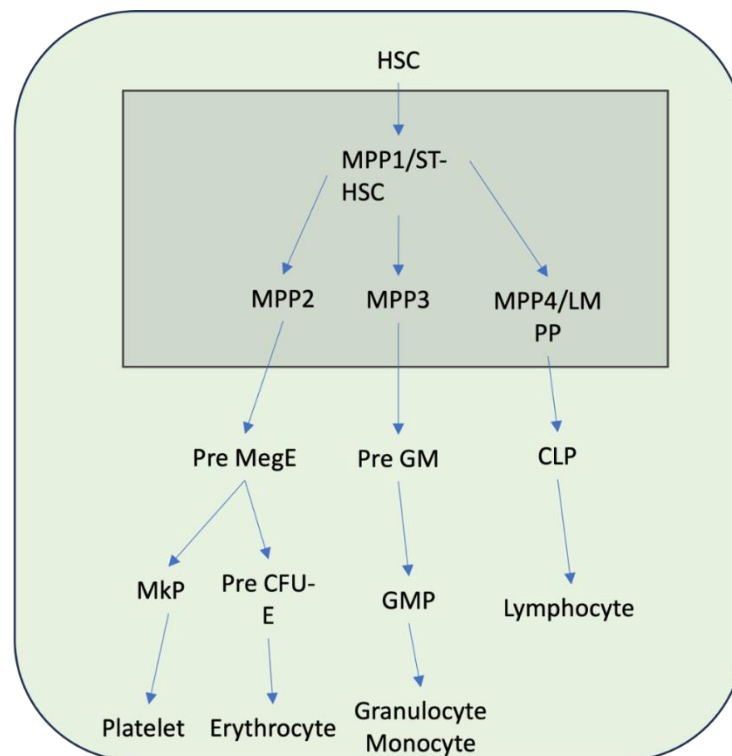 HSC
MPP1/ST-
HSC
MPP2
MPP3
MPP4/LM
PP
Pre MegE
Pre GM
CLP
MkP
Pre CFU-
E
GMP
Lymphocyte
Platelet
Erythrocyte
Granulocyte
Monocyte